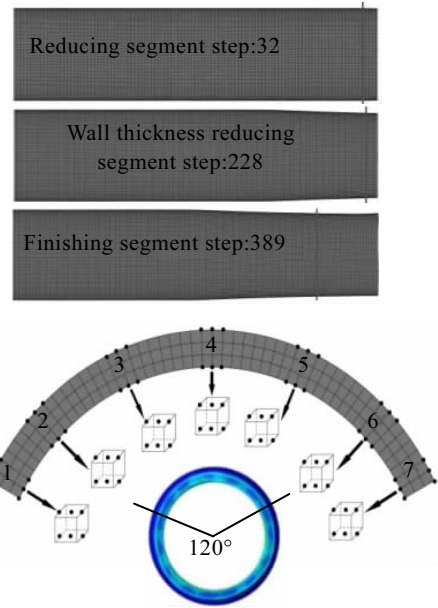 Reducing segment step:32
Wall thickness reducing
segment step:228
Finishing segment step:389
1
2
3
4
5
6
7
120°